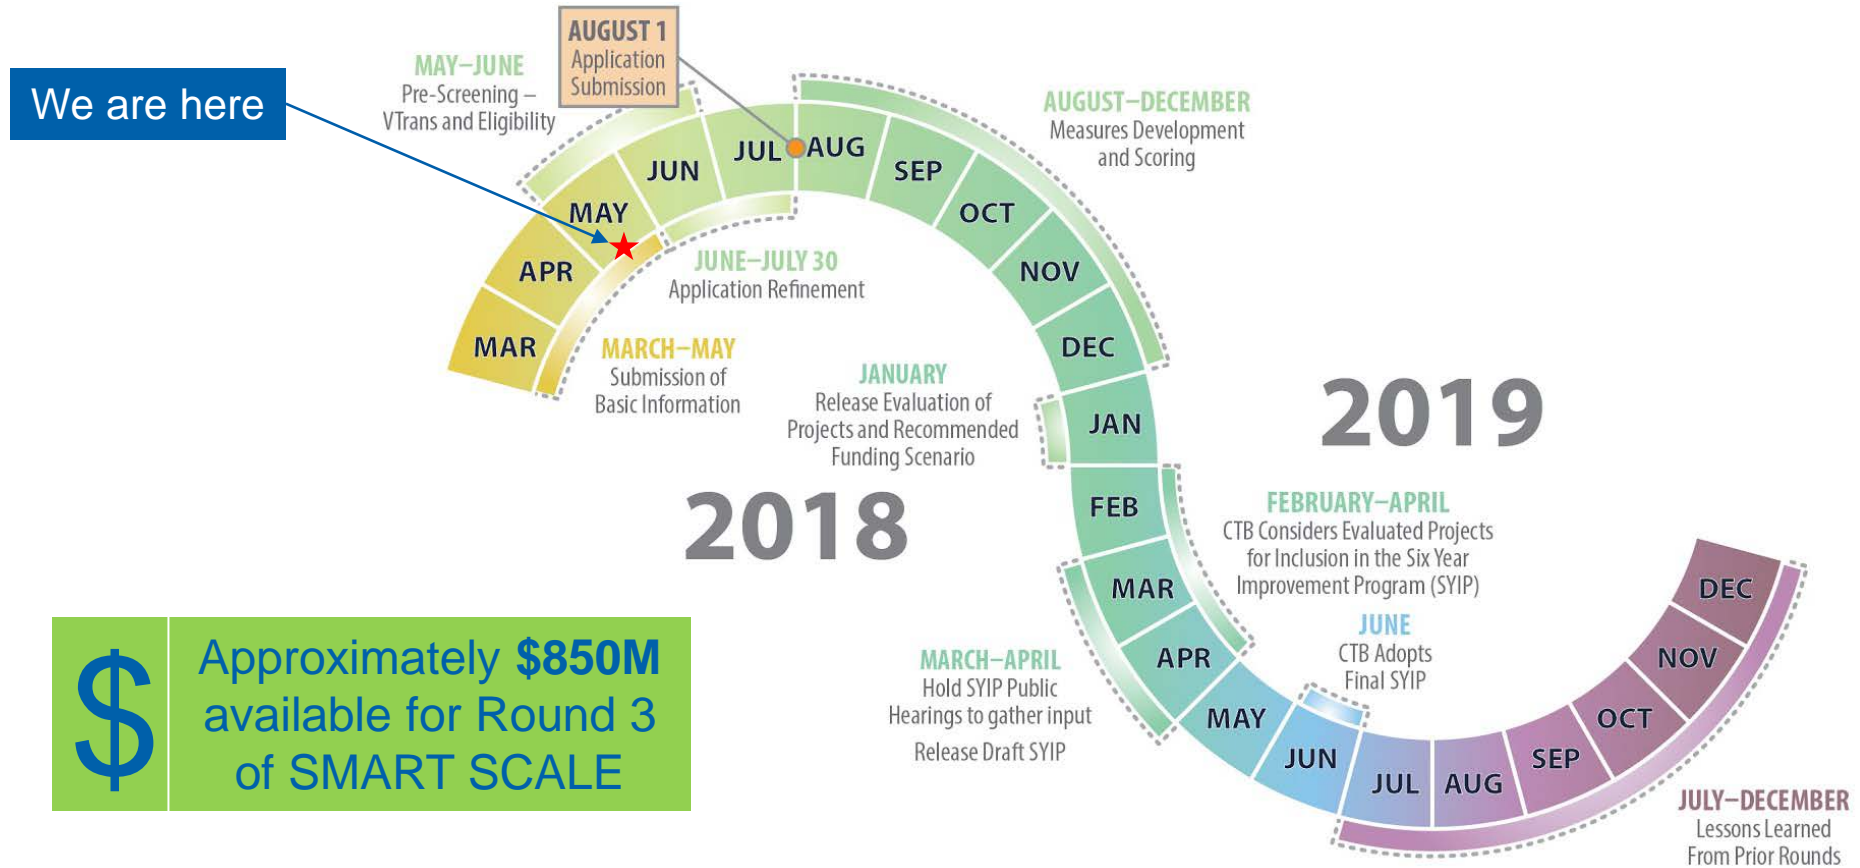 We are here
AUGUST 1
Application
Submission
MAY–JUNE
Pre-Screening –
VTrans and Eligibility
AUGUST–DECEMBER
Measures Development
and Scoring
MAR
APR
MAY
JUN
JUL
AUG
SEP
OCT
NOV
DEC
JUNE–JULY 30
Application Refinement
MARCH–MAY
Submission of
Basic Information
JANUARY
Release Evaluation of
Projects and Recommended
Funding Scenario
2018
2019
JAN
FEB
MAR
APR
MAY
JUN
JUL
AUG
SEP
OCT
NOV
DEC
FEBRUARY–APRIL
CTB Considers Evaluated Projects
for Inclusion in the Six Year
Improvement Program (SYIP)
MARCH–APRIL
Hold SYIP Public
Hearings to gather input
Release Draft SYIP
JUNE
CTB Adopts
Final SYIP
JULY–DECEMBER
Lessons Learned
From Prior Rounds
$
Approximately $850M
available for Round 3
of SMART SCALE